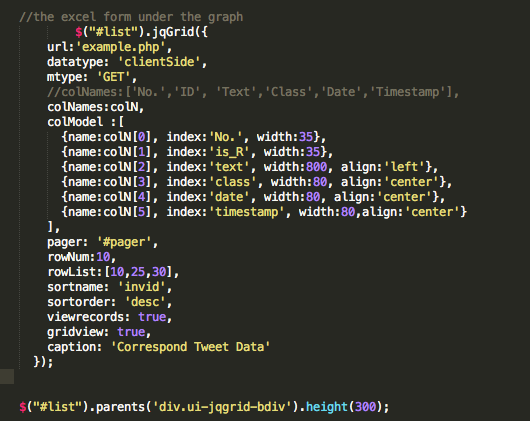 //the excel form under the graph
$("#list").jqGrid({
url:'example.php',
datatype: 'clientSide',
mtype: 'GET',
//colNames:['No.','ID', 'Text','Class','Date','Timestamp'],
colNames:colN,
colModel :[
{name:colN[0], index:'No.', width:35},
{name:colN[1], index:'is_R', width:35},
{name:colN[2], index:'text', width:800, align:'left'},
{name:colN[3], index:'class', width:80, align:'center'},
{name:colN[4], index:'date', width:80, align:'center'},
{name:colN[5], index:'timestamp', width:80,align:'center'}
],
pager: '#pager',
rowNum:10,
rowList:[10,25,30],
sortname: 'invid',
sortorder: 'desc',
viewrecords: true,
gridview: true,
caption: 'Correspond Tweet Data'
});
$("#list").parents('div.ui-jqgrid-bdiv').height(300);